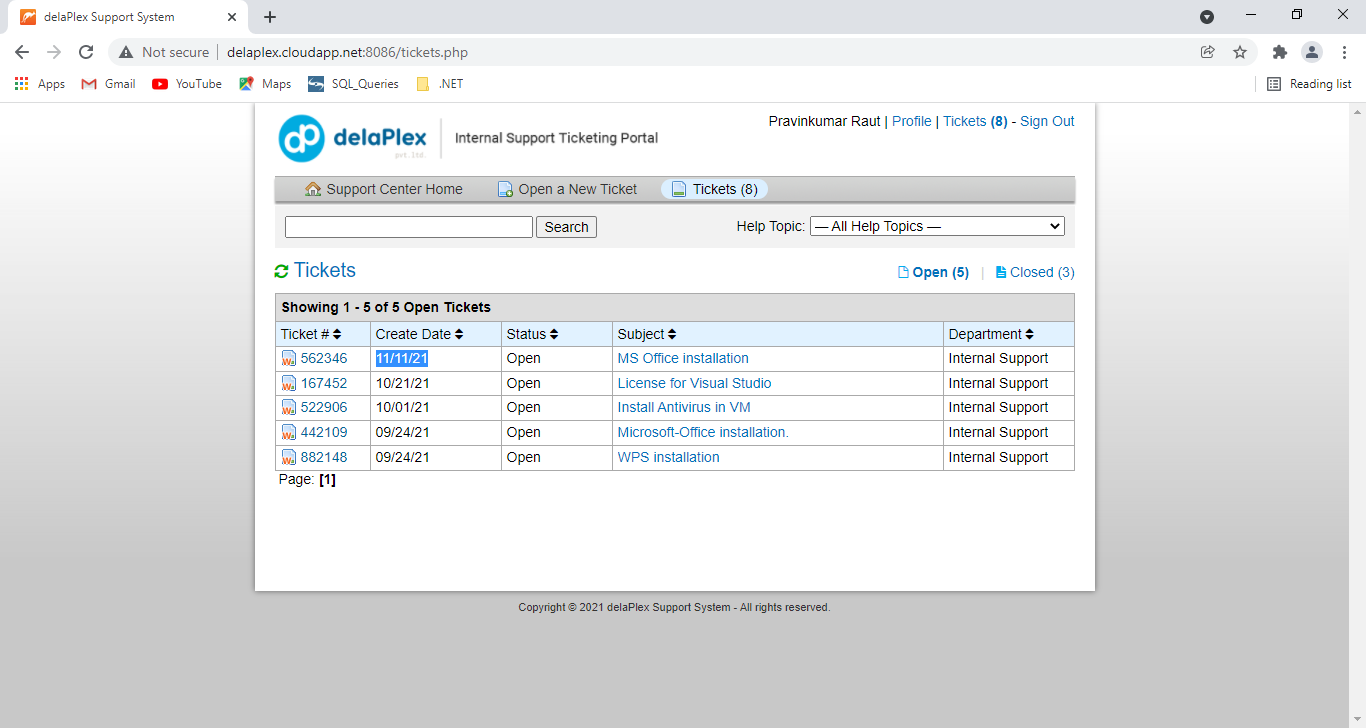 delaPlex Support System
Not secure | delaplex.cloudapp.net:8086/tickets.php
Apps Gmail YouTube Maps SQL_Queries .NET Reading list
delaPlex pvt. ltd. Internal Support Ticketing Portal
Pravinkumar Raut | Profile | Tickets (8) - Sign Out
Support Center Home Open a New Ticket Tickets (8)
Search Help Topic: — All Help Topics —
Tickets Open (5) | Closed (3)
Showing 1 - 5 of 5 Open Tickets
Ticket # Create Date Status Subject Department
562346 11/11/21 Open MS Office installation Internal Support
167452 10/21/21 Open License for Visual Studio Internal Support
522906 10/01/21 Open Install Antivirus in VM Internal Support
442109 09/24/21 Open Microsoft-Office installation. Internal Support
882148 09/24/21 Open WPS installation Internal Support
Page: [1]
Copyright © 2021 delaPlex Support System - All rights reserved.